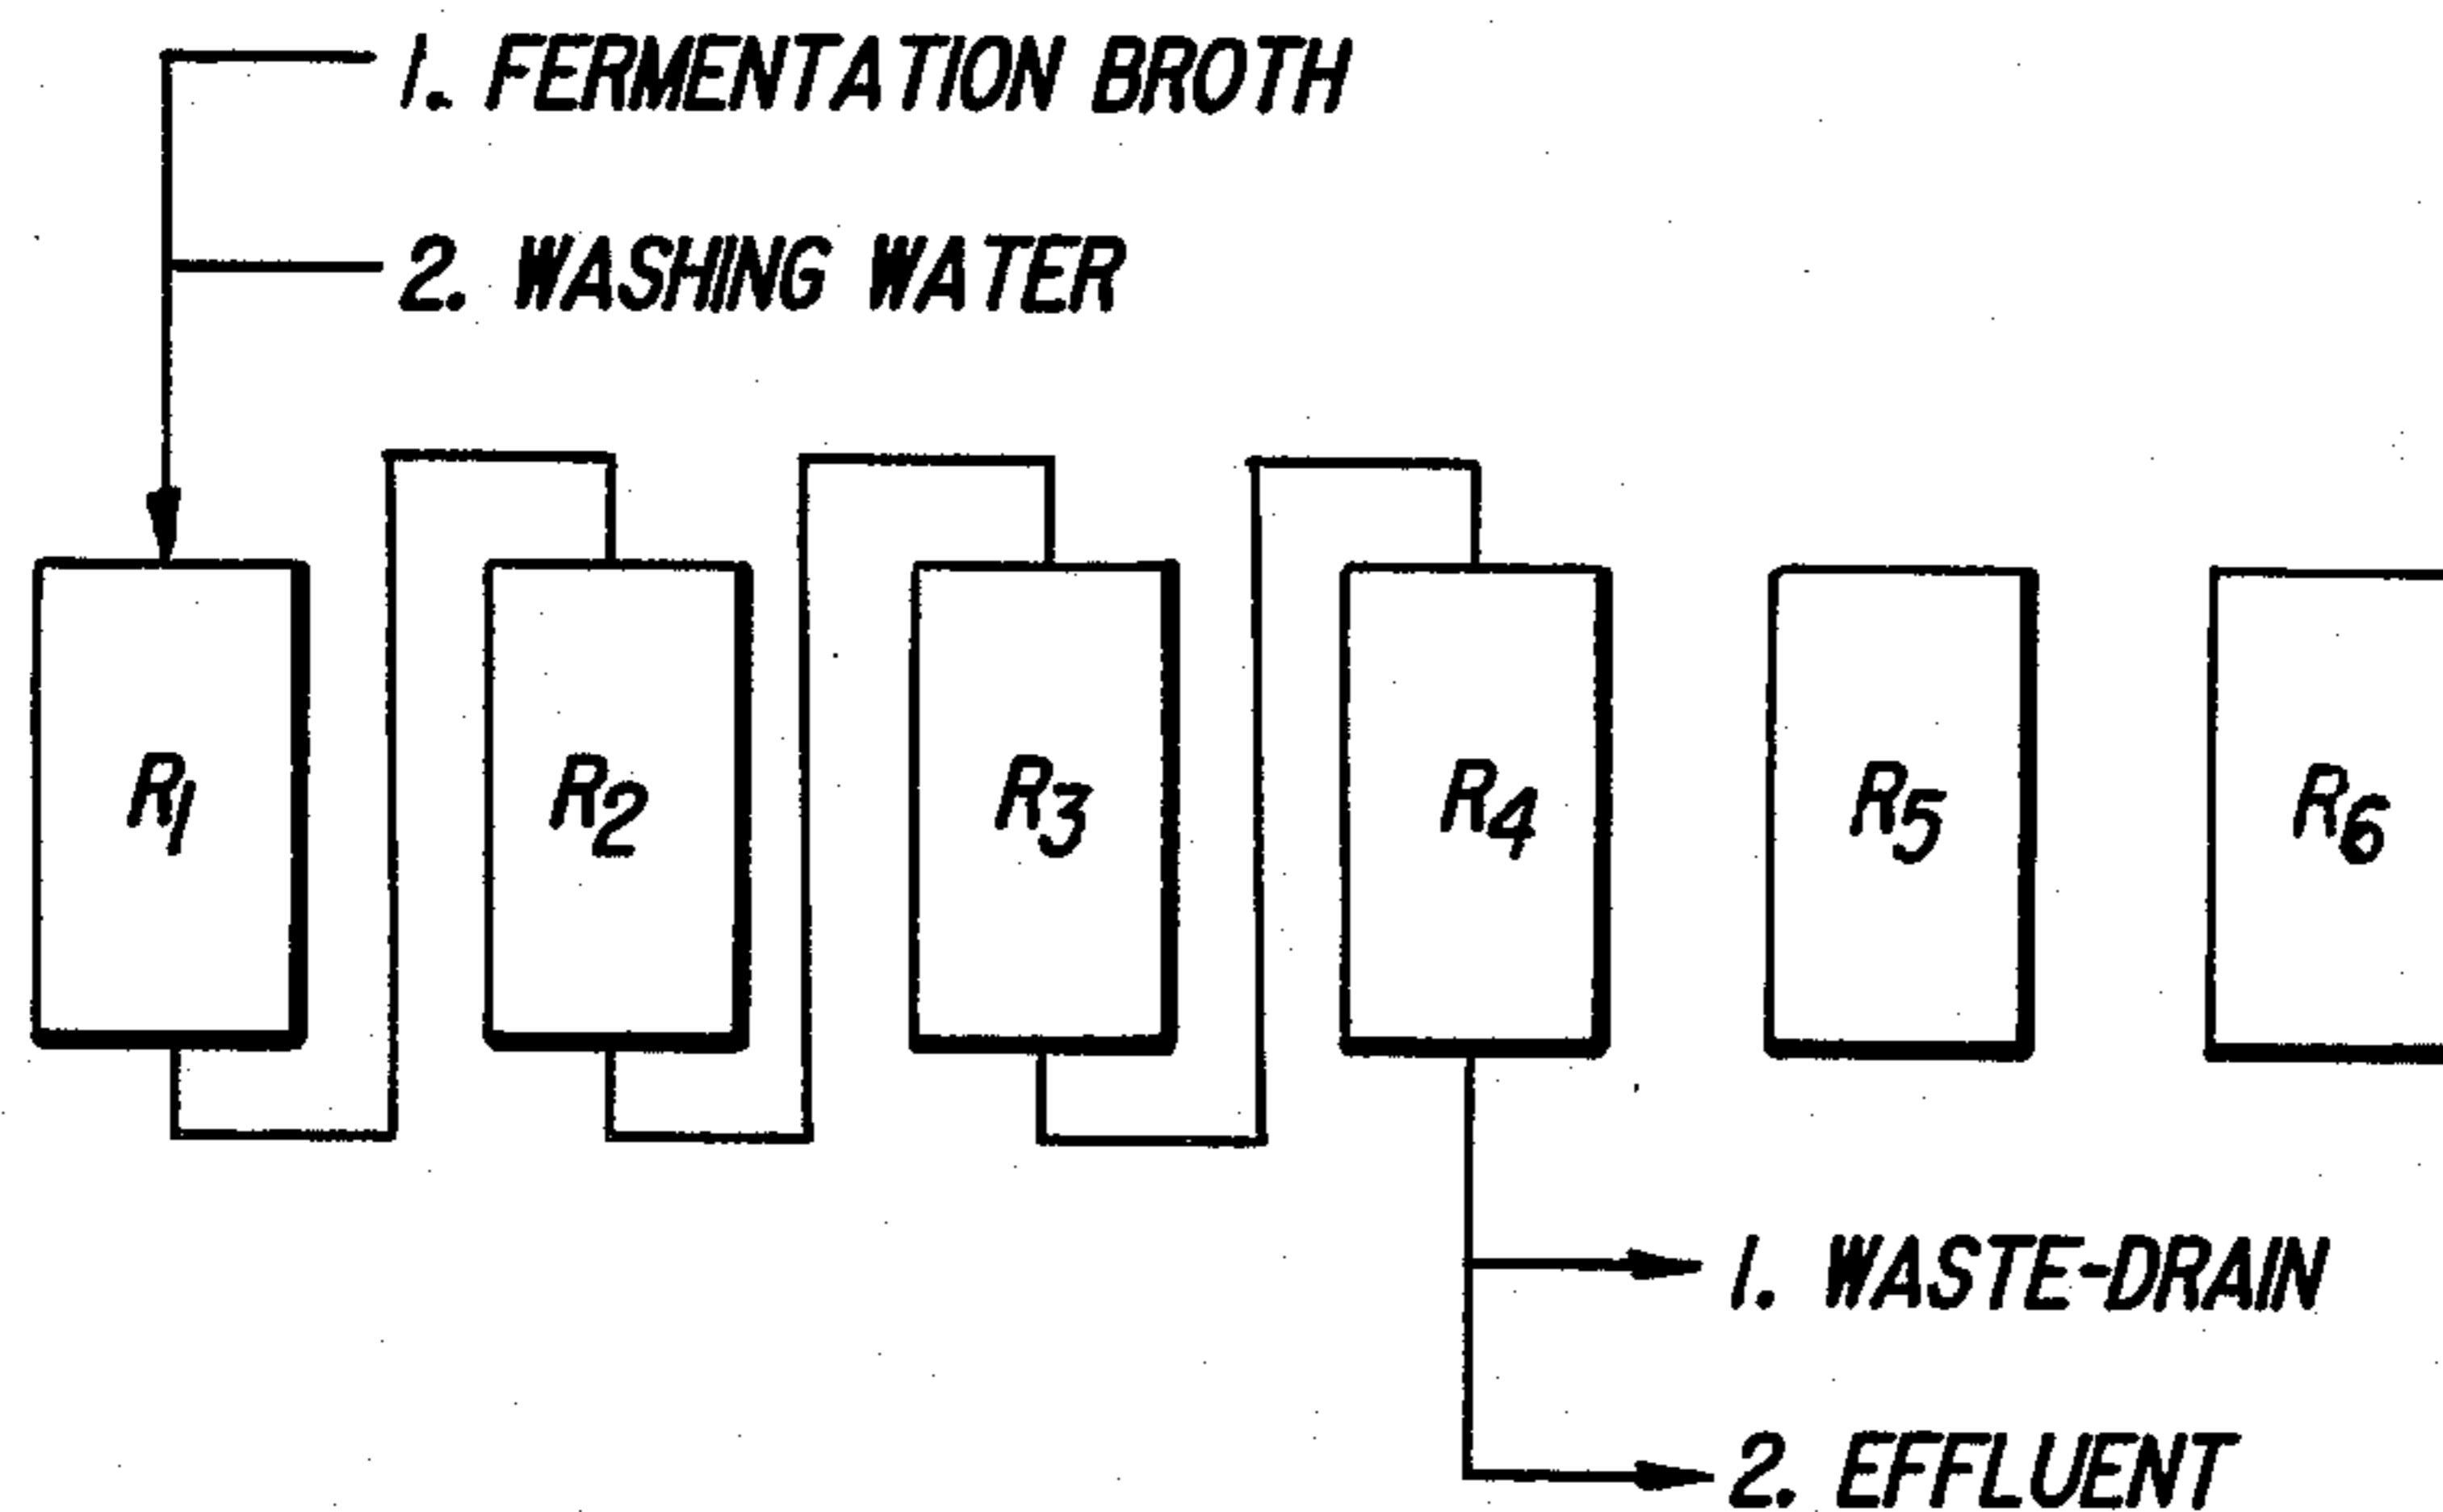 1. FERMENTATION BROTH
2. WASHING WATER
R1 R2 R3 R4 R5 R6
1. WASTE-DRAIN
2. EFFLUENT